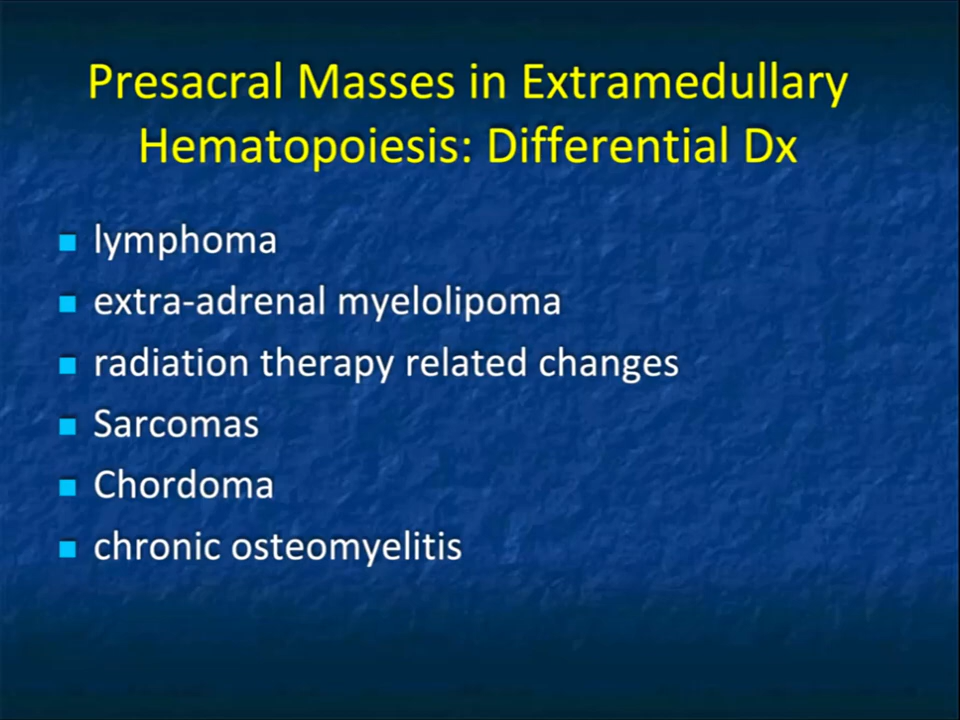 Presacral Masses in Extramedullary
Hematopoiesis: Differential Dx
lymphoma
extra-adrenal myelolipoma
radiation therapy related changes
Sarcomas
Chordoma
chronic osteomyelitis